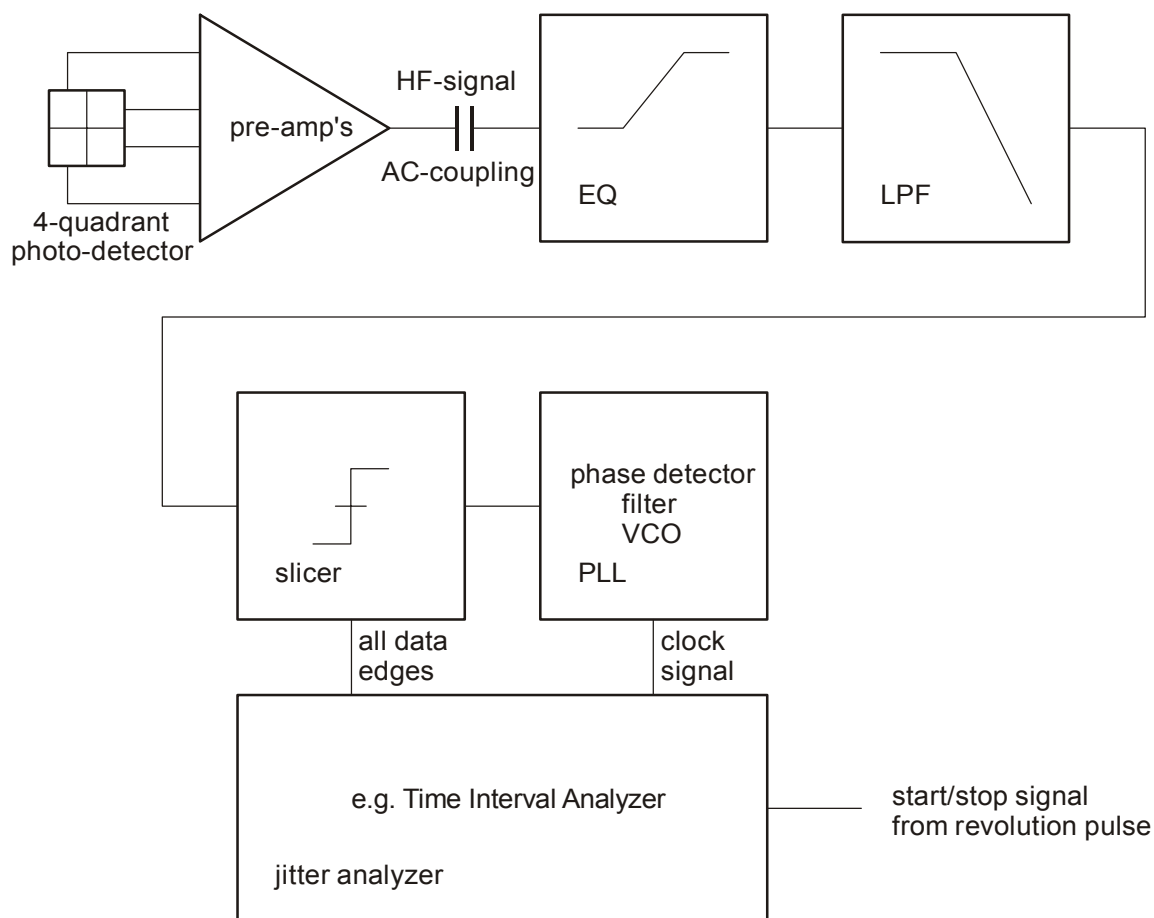 pre-amp's
HF-signal
AC-coupling
4-quadrant
photo-detector
EQ
LPF
slicer
phase detector
filter
VCO
PLL
all data
edges
clock
signal
e.g. Time Interval Analyzer
jitter analyzer
start/stop signal
from revolution pulse